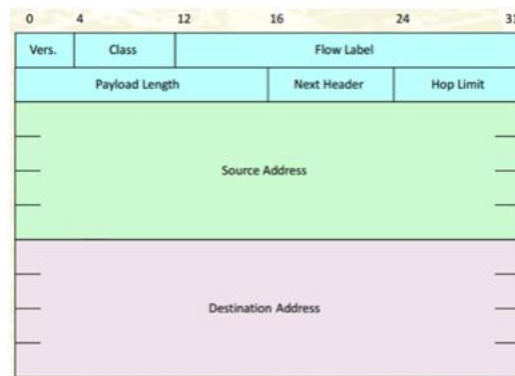 0 4 12 16 24 31
Vers. Class Flow Label
Payload Length Next Header Hop Limit
Source Address
Destination Address